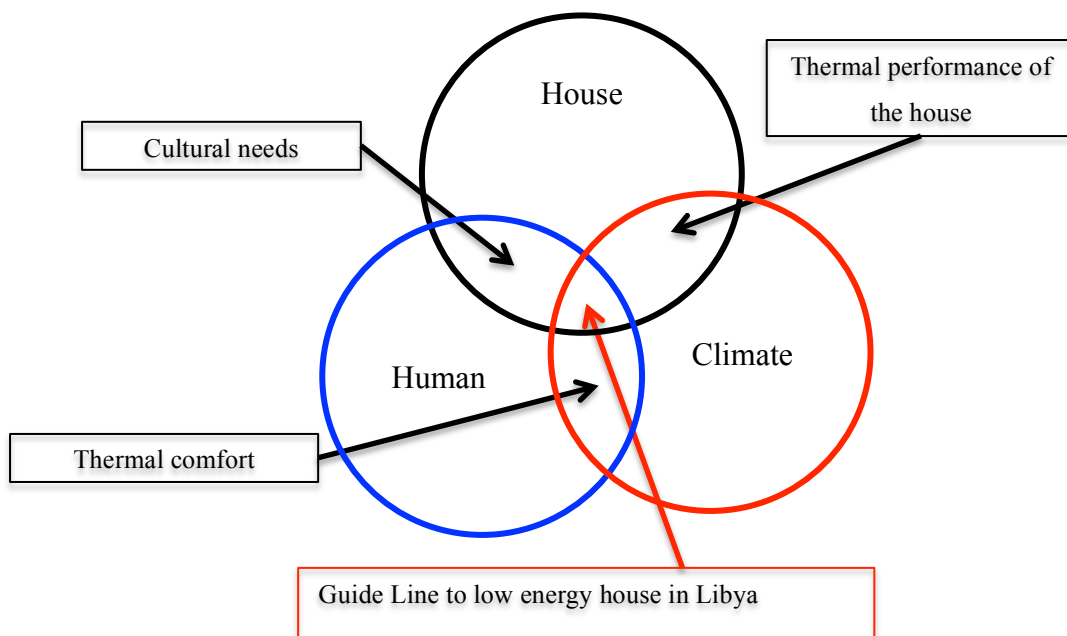 House
Thermal performance of
the house
Cultural needs
Climate
Human
Thermal comfort
Guide Line to low energy house in Libya